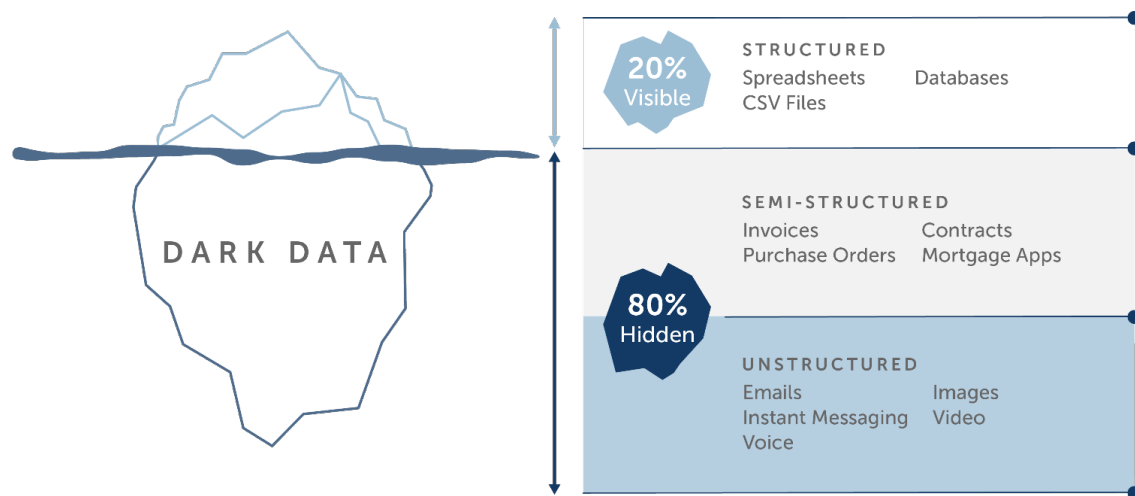 DARK DATA
20%
Visible
STRUCTURED
Spreadsheets Databases
CSV Files
80%
Hidden
SEMI-STRUCTURED
Invoices Contracts
Purchase Orders Mortgage Apps
UNSTRUCTURED
Emails Images
Instant Messaging Video
Voice